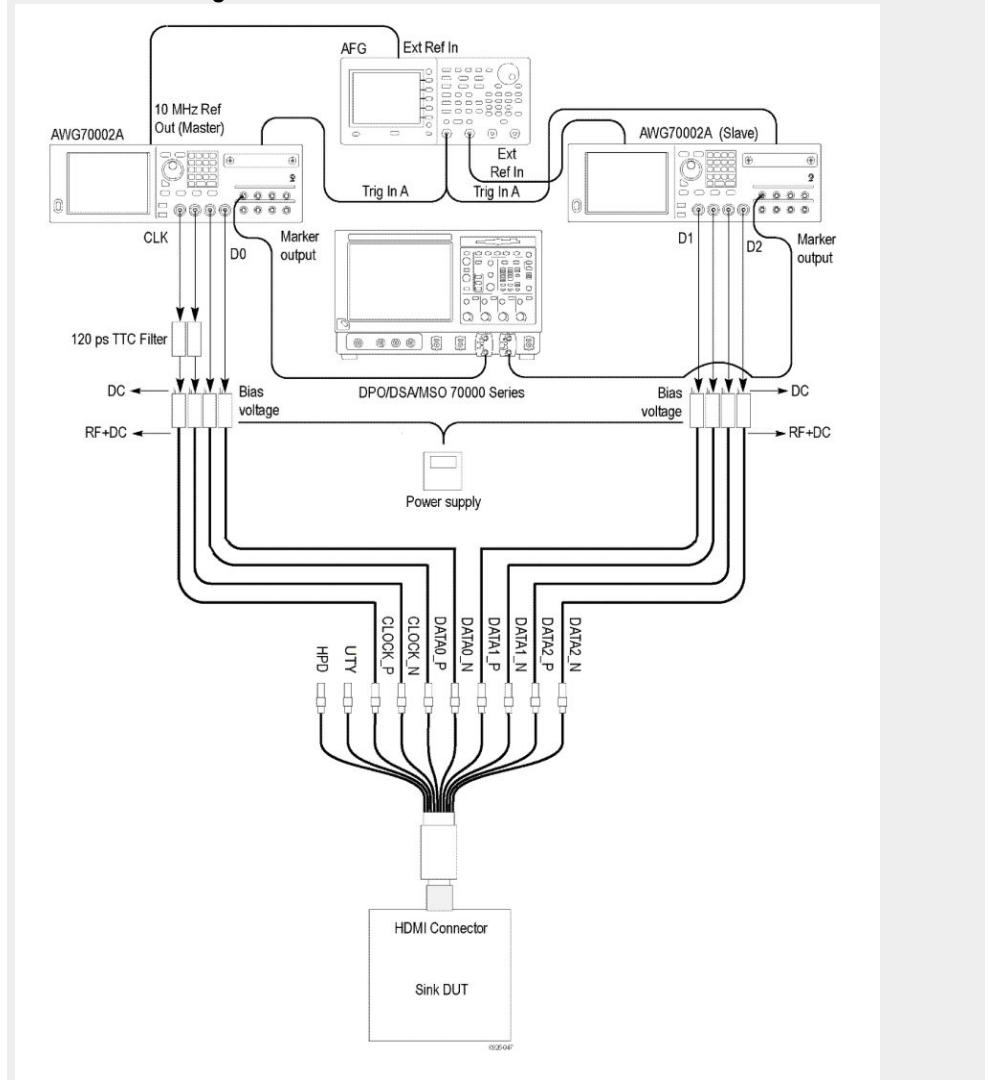 AFG
Ext Ref In
10 MHz Ref
Out (Master)
AWG70002A
AWG70002A (Slave)
Ext
Ref In
Trig In A
Trig In A
CLK
D0
Marker
output
D1
D2
Marker
output
120 ps TTC Filter
DC
Bias
voltage
DPO/DSA/MSO 70000 Series
Bias
voltage
DC
RF+DC
RF+DC
Power supply
HPD
UTY
CLOCK_P
CLOCK_N
DATA0_P
DATA0_N
DATA1_P
DATA1_N
DATA2_P
DATA2_N
HDMI Connector
Sink DUT